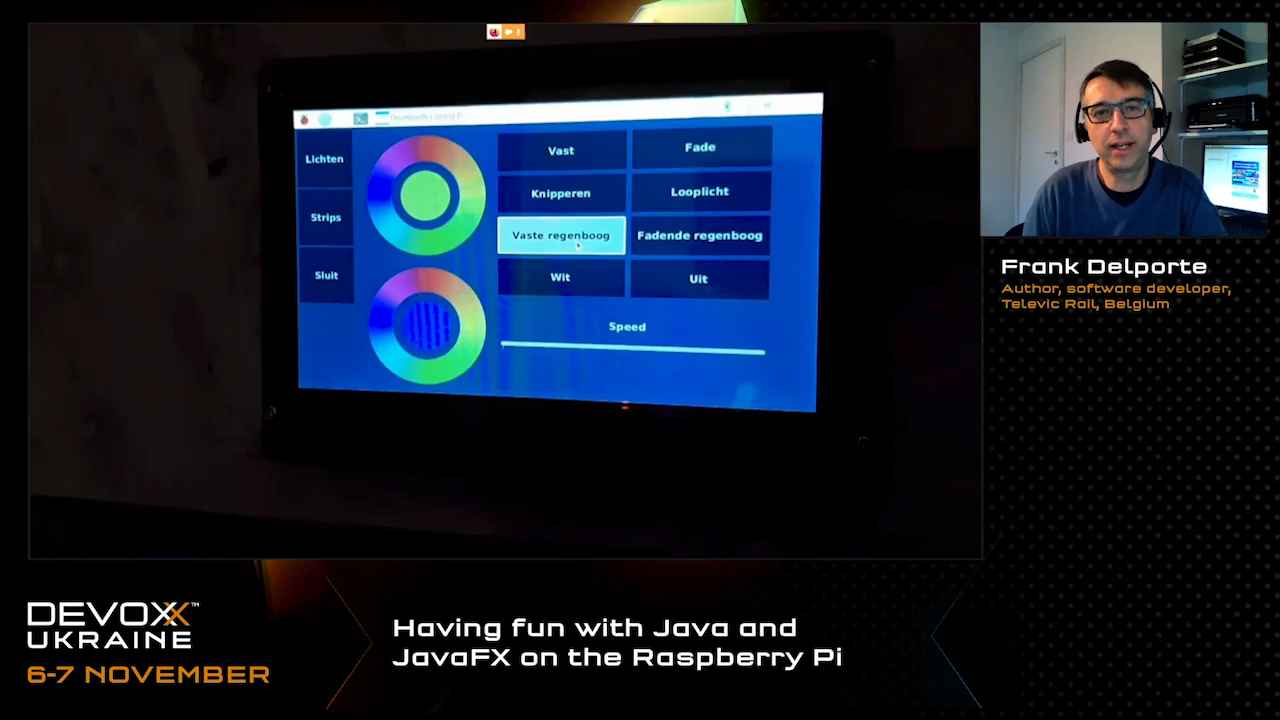 Lichten
Strips
Sluit
Vast
Fade
Knipperen
Looplicht
Vaste regenboog
Fadende regenboog
Wit
Uit
Speed
Frank Delporte
Author, software developer,
Televic Rail, Belgium
DEVOXX™
UKRAINE
6-7 NOVEMBER
Having fun with Java and
JavaFX on the Raspberry Pi